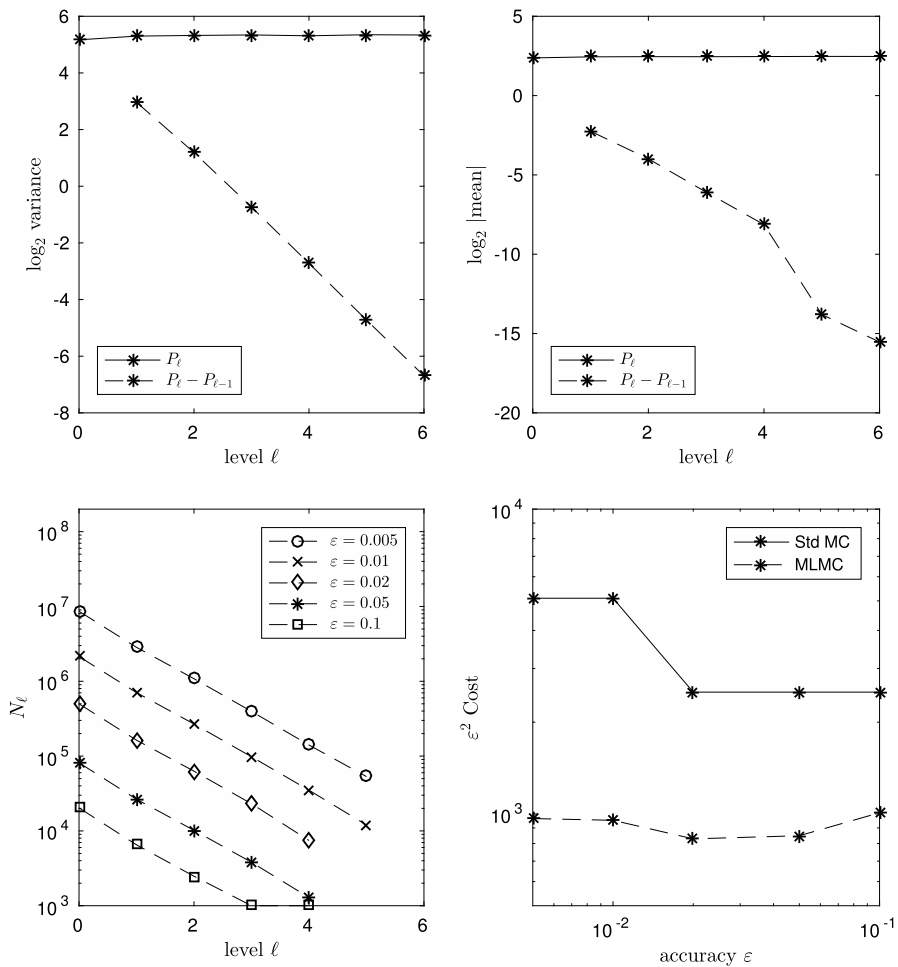 6
4
2
0
-2
-4
-6
-8
log₂ variance
0 2 4 6
level ℓ
P_ℓ
P_ℓ − P_{ℓ−1}
5
0
-5
-10
-15
-20
log₂ |mean|
0 2 4 6
level ℓ
P_ℓ
P_ℓ − P_{ℓ−1}
10⁸
10⁷
10⁶
10⁵
10⁴
10³
N_ℓ
0 2 4 6
level ℓ
ε = 0.005
ε = 0.01
ε = 0.02
ε = 0.05
ε = 0.1
10⁴
10³
ε² Cost
10⁻² 10⁻¹
accuracy ε
Std MC
MLMC